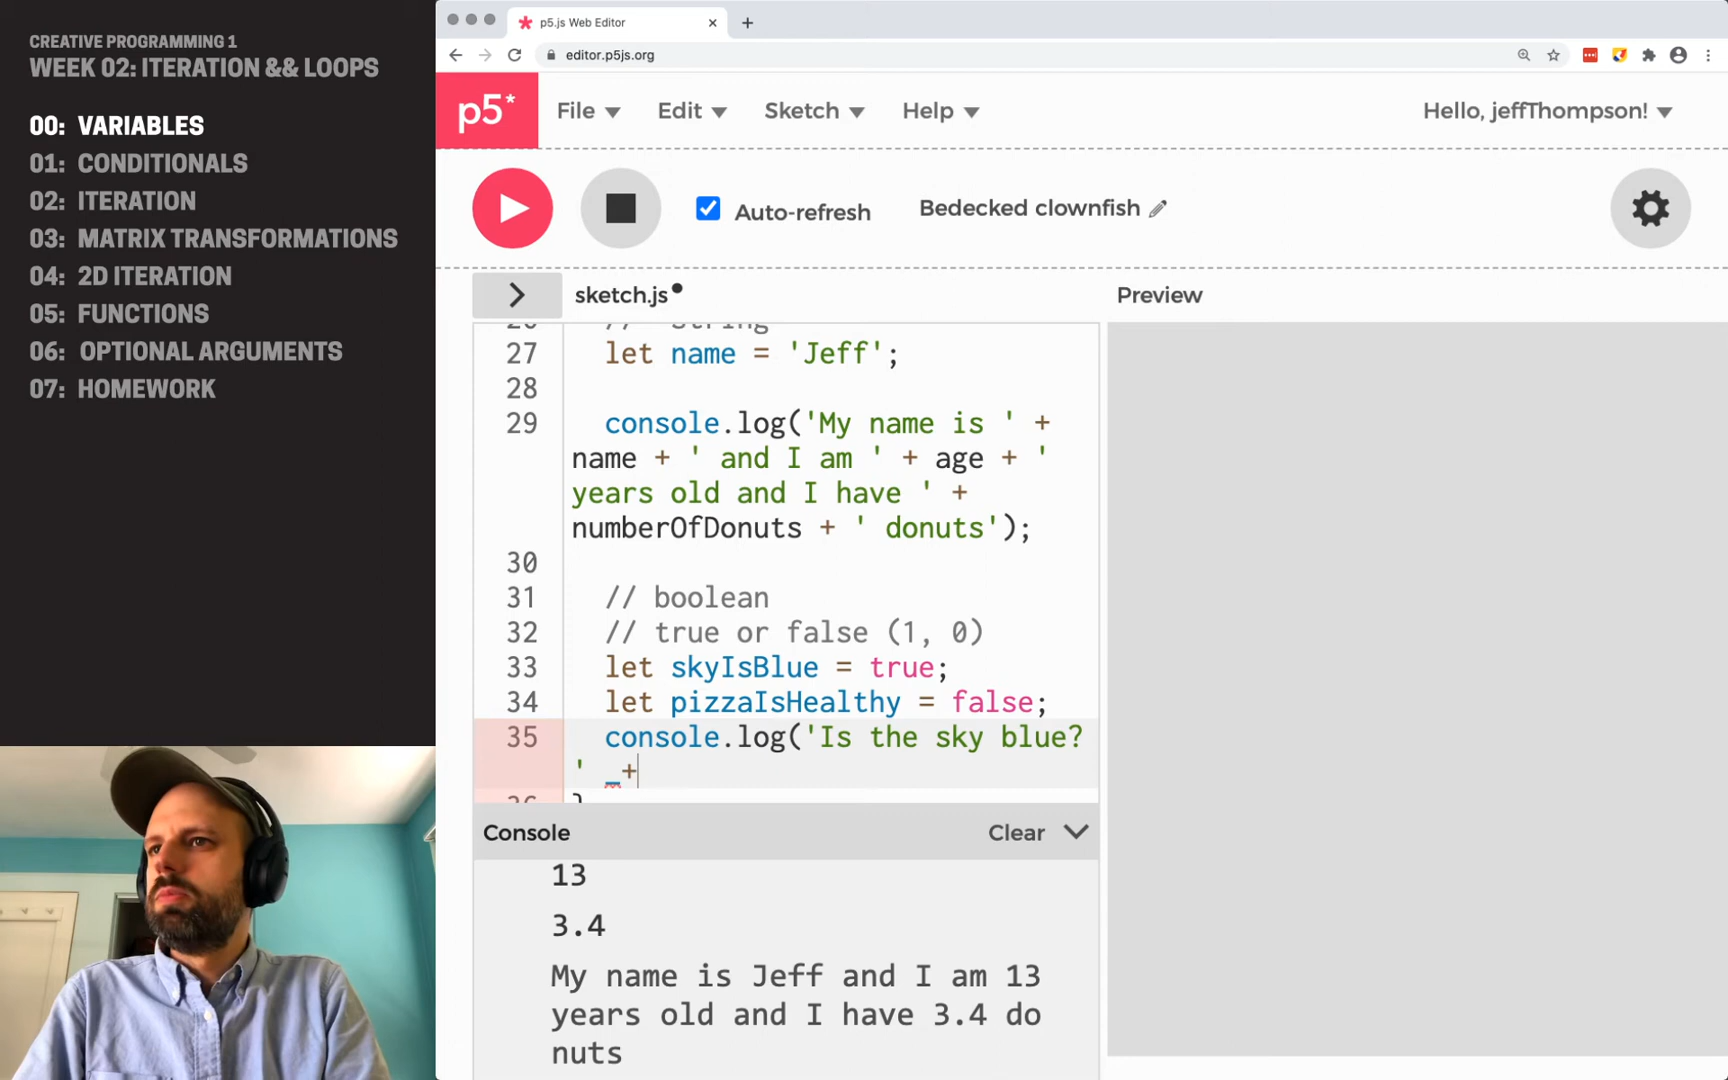 CREATIVE PROGRAMMING 1
WEEK 02: ITERATION && LOOPS
00: VARIABLES
01: CONDITIONALS
02: ITERATION
03: MATRIX TRANSFORMATIONS
04: 2D ITERATION
05: FUNCTIONS
06: OPTIONAL ARGUMENTS
07: HOMEWORK
p5.js Web Editor
editor.p5js.org
p5*
File
Edit
Sketch
Help
Hello, jeffThompson!
Auto-refresh
Bedecked clownfish
sketch.js
Preview
26 // String
27 let name = 'Jeff';
28
29 console.log('My name is ' +
name + ' and I am ' + age + '
years old and I have ' +
numberOfDonuts + ' donuts');
30
31 // boolean
32 // true or false (1, 0)
33 let skyIsBlue = true;
34 let pizzaIsHealthy = false;
35 console.log('Is the sky blue?
' +
36 }
Console
Clear
13
3.4
My name is Jeff and I am 13
years old and I have 3.4 do
nuts